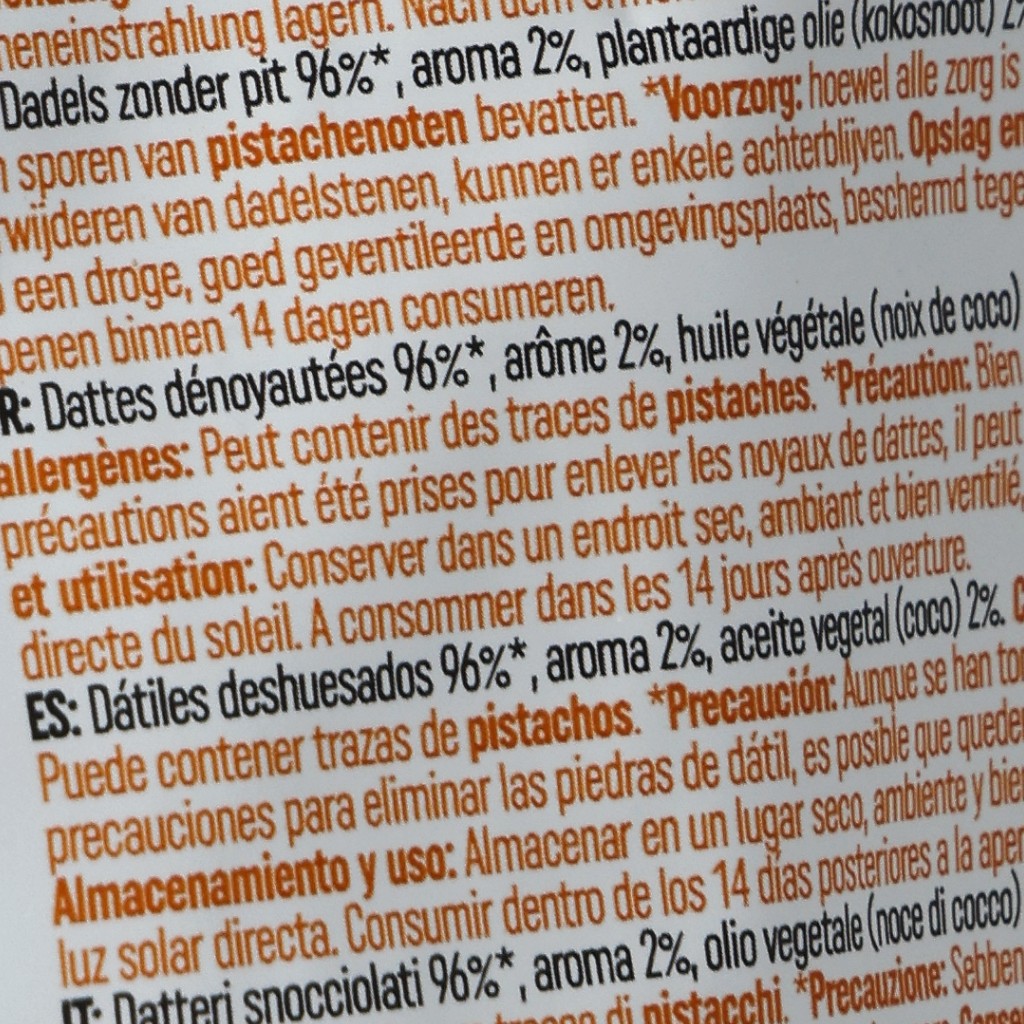 neneinstrahlung lagern. Nach dem
Dadels zonder pit 96%*, aroma 2%, plantaardige olie (kokosnoot) 2%
sporen van pistachenoten bevatten. *Voorzorg: hoewel alle zorg is
wijderen van dadelstenen, kunnen er enkele achterblijven. Opslag en
een droge, goed geventileerde en omgevingsplaats, beschermd tege
penen binnen 14 dagen consumeren.
R: Dattes dénoyautées 96%*, arôme 2%, huile végétale (noix de coco)
allergènes: Peut contenir des traces de pistaches. *Précaution: Bien
précautions aient été prises pour enlever les noyaux de dattes, il peut
et utilisation: Conserver dans un endroit sec, ambiant et bien ventilé,
directe du soleil. A consommer dans les 14 jours après ouverture.
ES: Dátiles deshuesados 96%*, aroma 2%, aceite vegetal (coco) 2%.
Puede contener trazas de pistachos. *Precaución: Aunque se han to
precauciones para eliminar las piedras de dátil, es posible que quede
Almacenamiento y uso: Almacenar en un lugar seco, ambiente y bie
luz solar directa. Consumir dentro de los 14 días posteriores a la aper
IT: Datteri snocciolati 96%*, aroma 2%, olio vegetale (noce di cocco)
di pistacchi. *Precauzione: Sebben